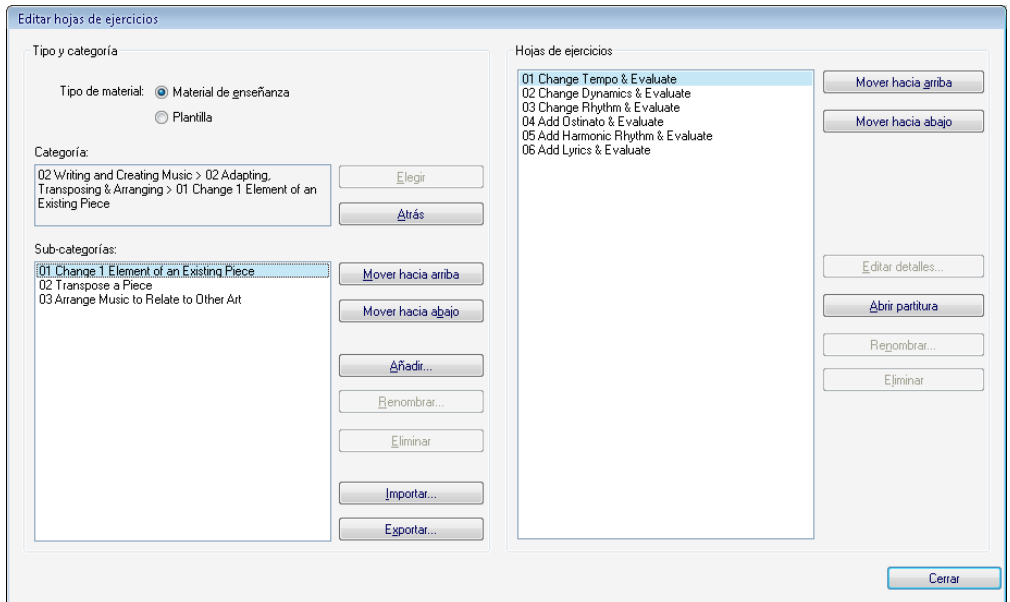 Editar hojas de ejercicios
Tipo y categoría
Tipo de material:
Material de enseñanza
Plantilla
Categoría:
02 Writing and Creating Music > 02 Adapting,
Transposing & Arranging > 01 Change 1 Element of an
Existing Piece
Elegir
Atrás
Sub-categorías:
01 Change 1 Element of an Existing Piece
02 Transpose a Piece
03 Arrange Music to Relate to Other Art
Mover hacia arriba
Mover hacia abajo
Añadir...
Renombrar...
Eliminar
Importar...
Exportar...
Hojas de ejercicios
01 Change Tempo & Evaluate
02 Change Dynamics & Evaluate
03 Change Rhythm & Evaluate
04 Add Ostinato & Evaluate
05 Add Harmonic Rhythm & Evaluate
06 Add Lyrics & Evaluate
Mover hacia arriba
Mover hacia abajo
Editar detalles...
Abrir partitura
Renombrar...
Eliminar
Cerrar